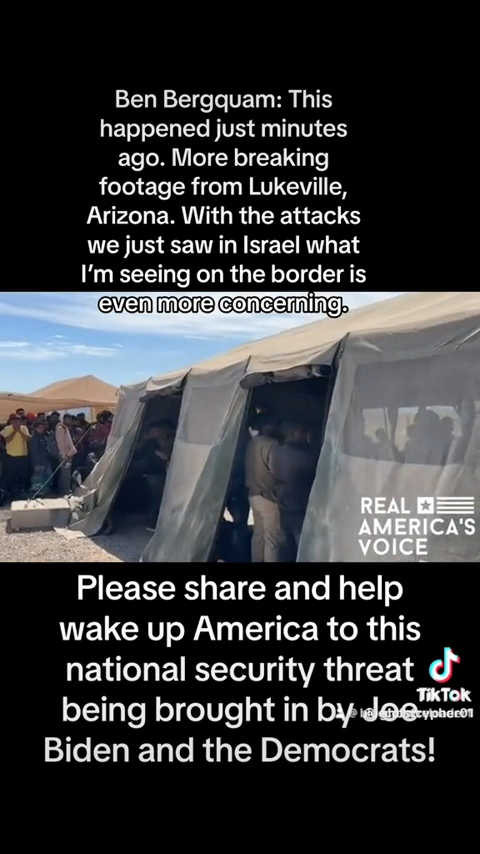 Ben Bergquam: This
happened just minutes
ago. More breaking
footage from Lukeville,
Arizona. With the attacks
we just saw in Israel what
I'm seeing on the border is
even more concerning.
REAL
AMERICA'S
VOICE
Please share and help
wake up America to this
national security threat
being brought in by Joe
Biden and the Democrats!
TikTok